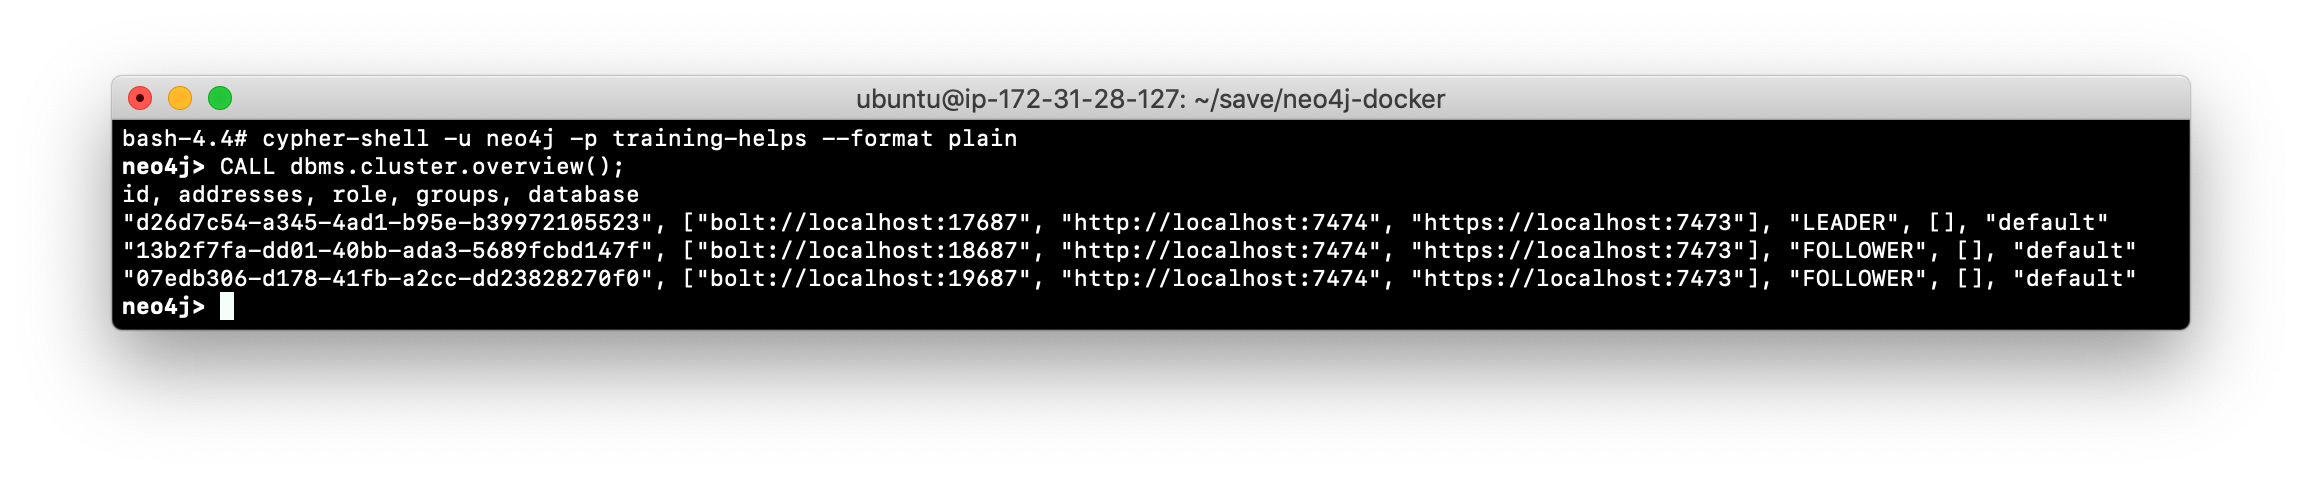 ubuntu@ip-172-31-28-127: ~/save/neo4j-docker
bash-4.4# cypher-shell -u neo4j -p training-helps --format plain
neo4j> CALL dbms.cluster.overview();
id, addresses, role, groups, database
"d26d7c54-a345-4ad1-b95e-b39972105523", ["bolt://localhost:17687", "http://localhost:7474", "https://localhost:7473"], "LEADER", [], "default"
"13b2f7fa-dd01-40bb-ada3-5689fcbd147f", ["bolt://localhost:18687", "http://localhost:7474", "https://localhost:7473"], "FOLLOWER", [], "default"
"07edb306-d178-41fb-a2cc-dd23828270f0", ["bolt://localhost:19687", "http://localhost:7474", "https://localhost:7473"], "FOLLOWER", [], "default"
neo4j>